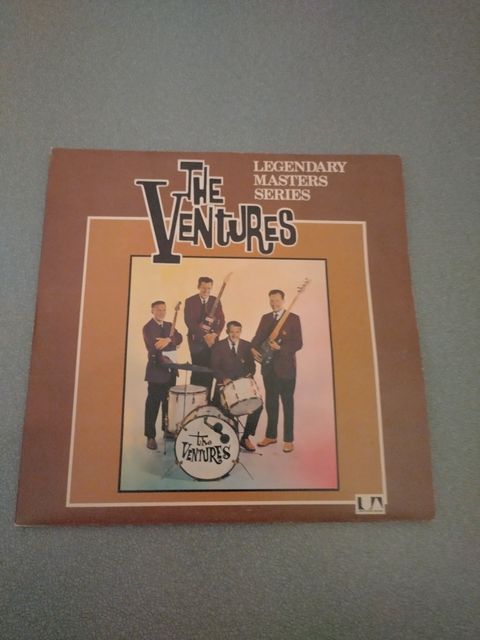 THE
VENTURES
LEGENDARY
MASTERS
SERIES
the
VENTURES
UA